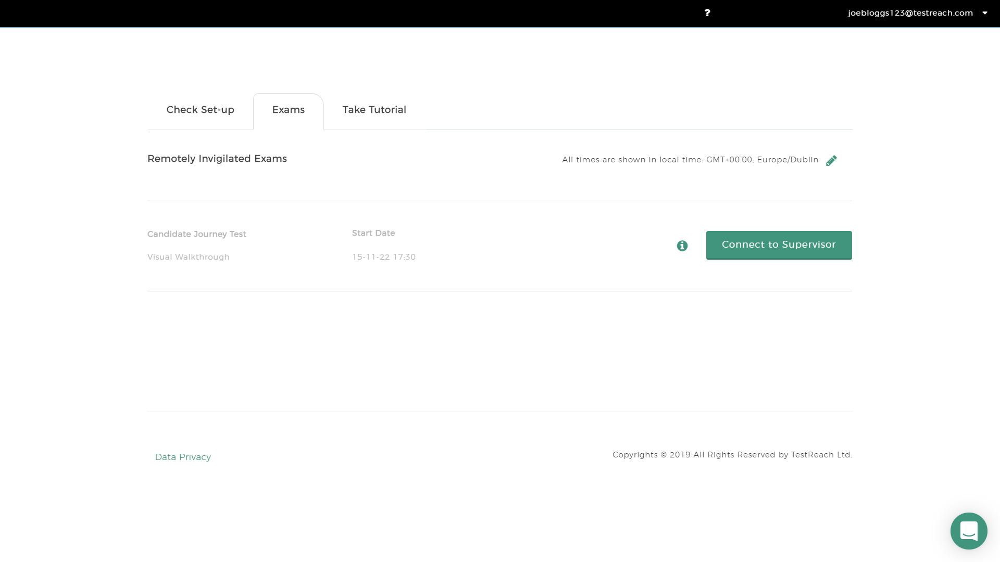 ?
joebloggs123@testreach.com
Check Set-up
Exams
Take Tutorial
Remotely Invigilated Exams
All times are shown in local time: GMT+00:00, Europe/Dublin
Candidate Journey Test
Start Date
Visual Walkthrough
15-11-22 17:30
Connect to Supervisor
Data Privacy
Copyrights © 2019 All Rights Reserved by TestReach Ltd.